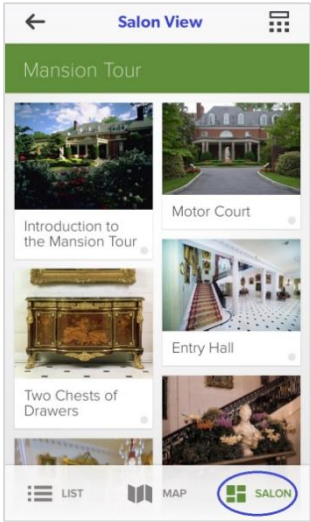 Salon View
Mansion Tour
Introduction to
the Mansion Tour
Motor Court
Entry Hall
Two Chests of
Drawers
LIST
MAP
SALON